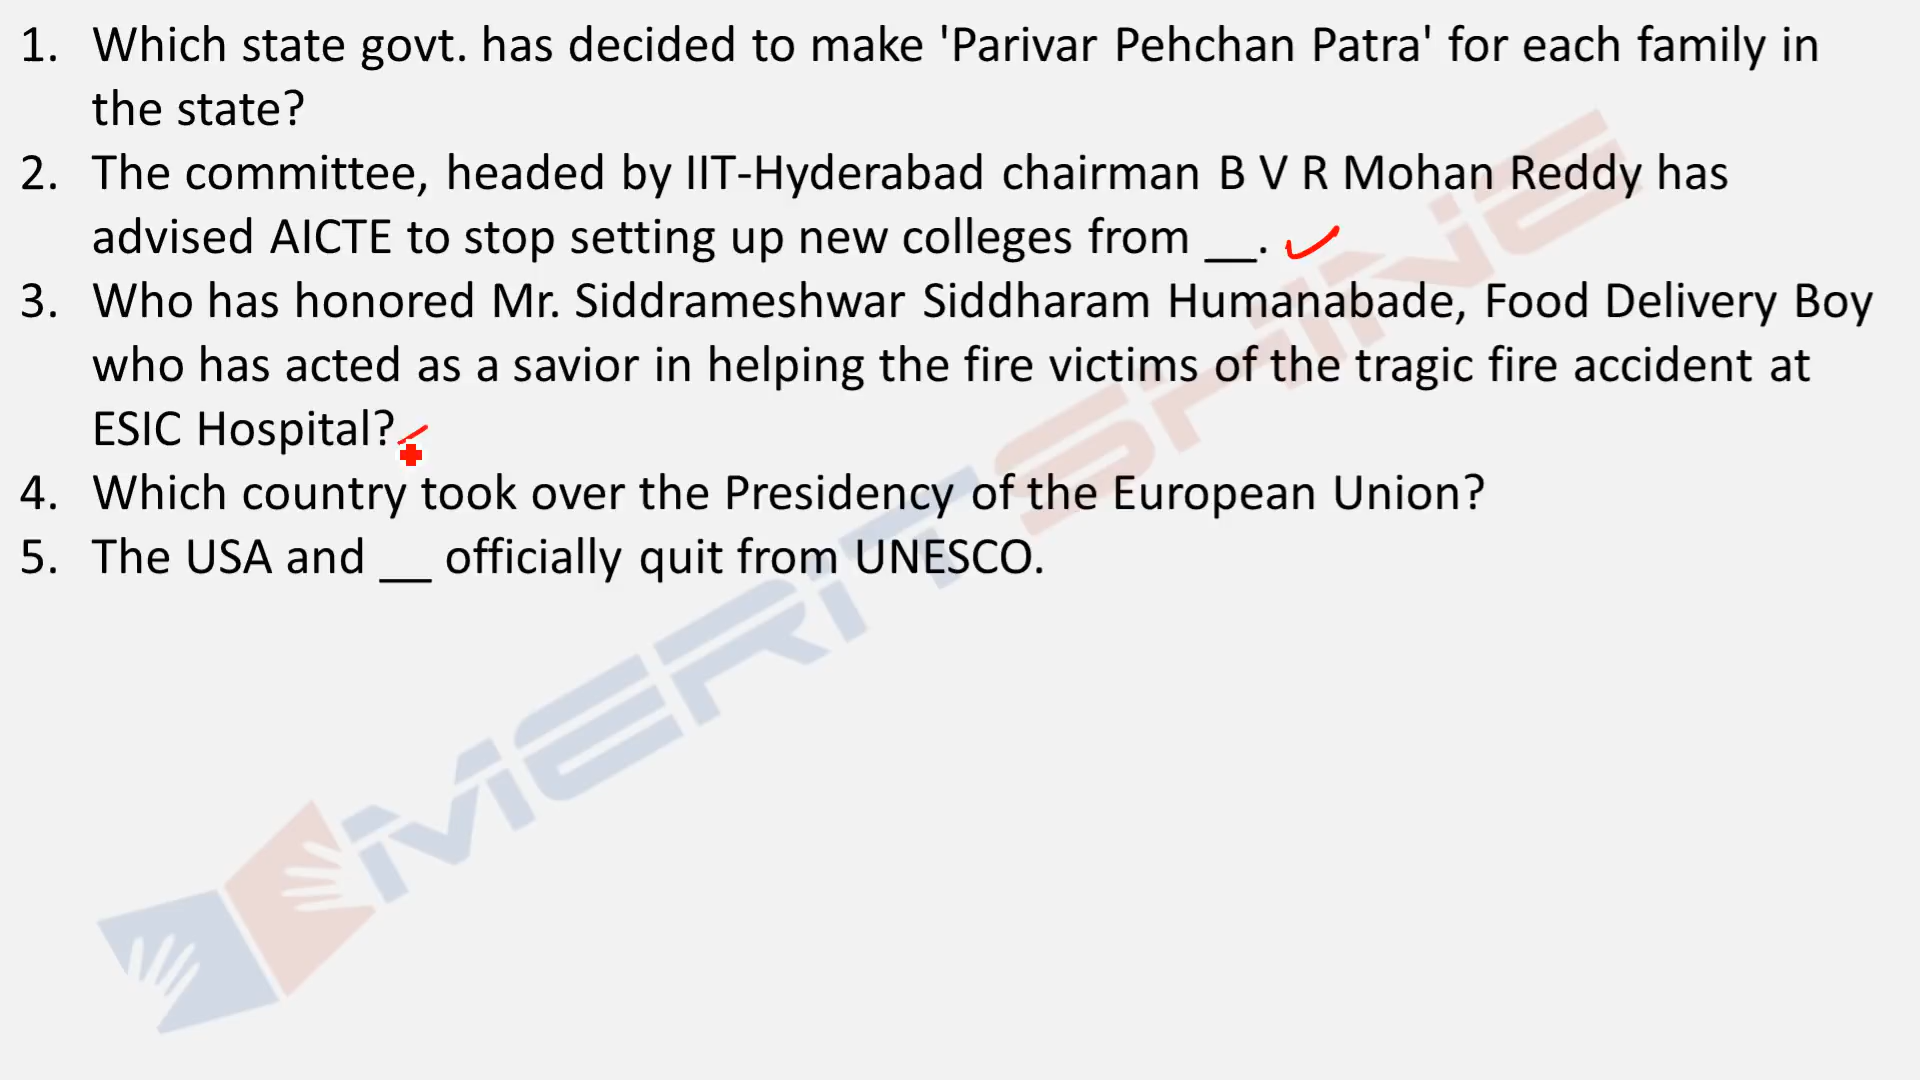 1. Which state govt. has decided to make 'Parivar Pehchan Patra' for each family in
the state?
2. The committee, headed by IIT-Hyderabad chairman B V R Mohan Reddy has
advised AICTE to stop setting up new colleges from __.
3. Who has honored Mr. Siddrameshwar Siddharam Humanabade, Food Delivery Boy
who has acted as a savior in helping the fire victims of the tragic fire accident at
ESIC Hospital?
4. Which country took over the Presidency of the European Union?
5. The USA and __ officially quit from UNESCO.
MERITSHINE